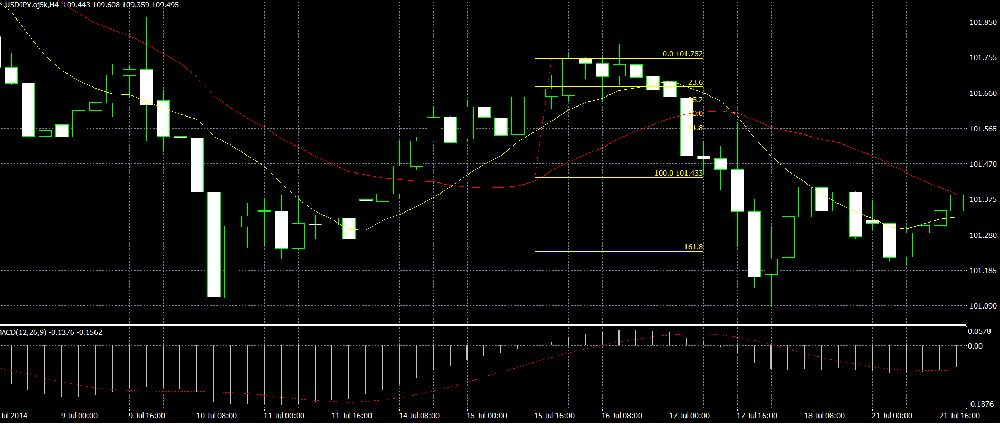 USDJPY.oj5k,H4 109.443 109.608 109.359 109.495
101.850
0.0 101.752
101.755
23.6
101.660
38.2
50.0
61.8
101.565
101.470
100.0 101.433
101.375
101.280
161.8
101.185
101.090
MACD(12,26,9) -0.1376 -0.1562
0.0578
0.00
-0.1876
Jul 2014
9 Jul 00:00
9 Jul 16:00
10 Jul 08:00
11 Jul 00:00
11 Jul 16:00
14 Jul 08:00
15 Jul 00:00
15 Jul 16:00
16 Jul 08:00
17 Jul 00:00
17 Jul 16:00
18 Jul 08:00
21 Jul 00:00
21 Jul 16:00